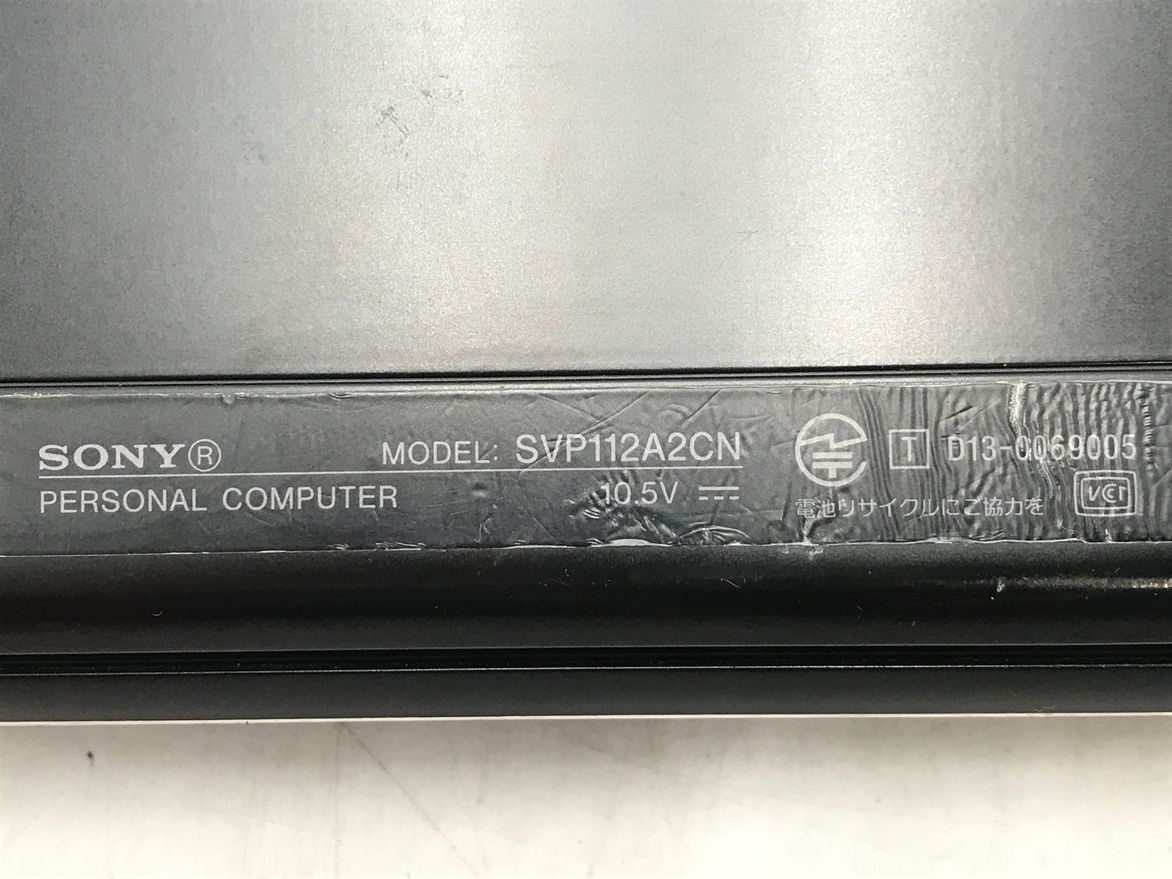 SONY® MODEL: SVP112A2CN
PERSONAL COMPUTER 10.5V
T D13-0069005
電池リサイクルにご協力を
VCCI